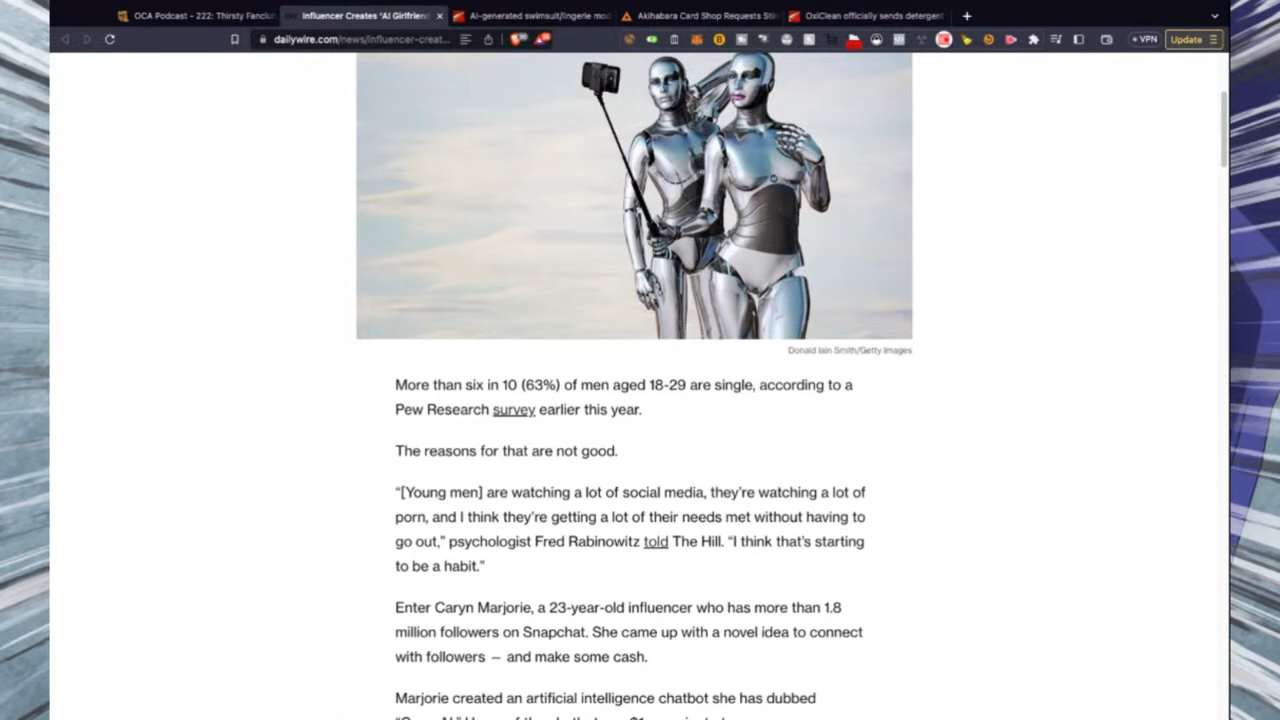 OCA Podcast - 222: Thirsty Fanclu
Influencer Creates 'AI Girlfriend
AI-generated swimsuit/lingerie mod
Akihabara Card Shop Requests Stin
OxiClean officially sends detergent
dailywire.com/news/influencer-creat...
VPN
Update
Donald Iain Smith/Getty Images
More than six in 10 (63%) of men aged 18-29 are single, according to a
Pew Research survey earlier this year.
The reasons for that are not good.
“[Young men] are watching a lot of social media, they’re watching a lot of
porn, and I think they’re getting a lot of their needs met without having to
go out,” psychologist Fred Rabinowitz told The Hill. “I think that’s starting
to be a habit.”
Enter Caryn Marjorie, a 23-year-old influencer who has more than 1.8
million followers on Snapchat. She came up with a novel idea to connect
with followers — and make some cash.
Marjorie created an artificial intelligence chatbot she has dubbed